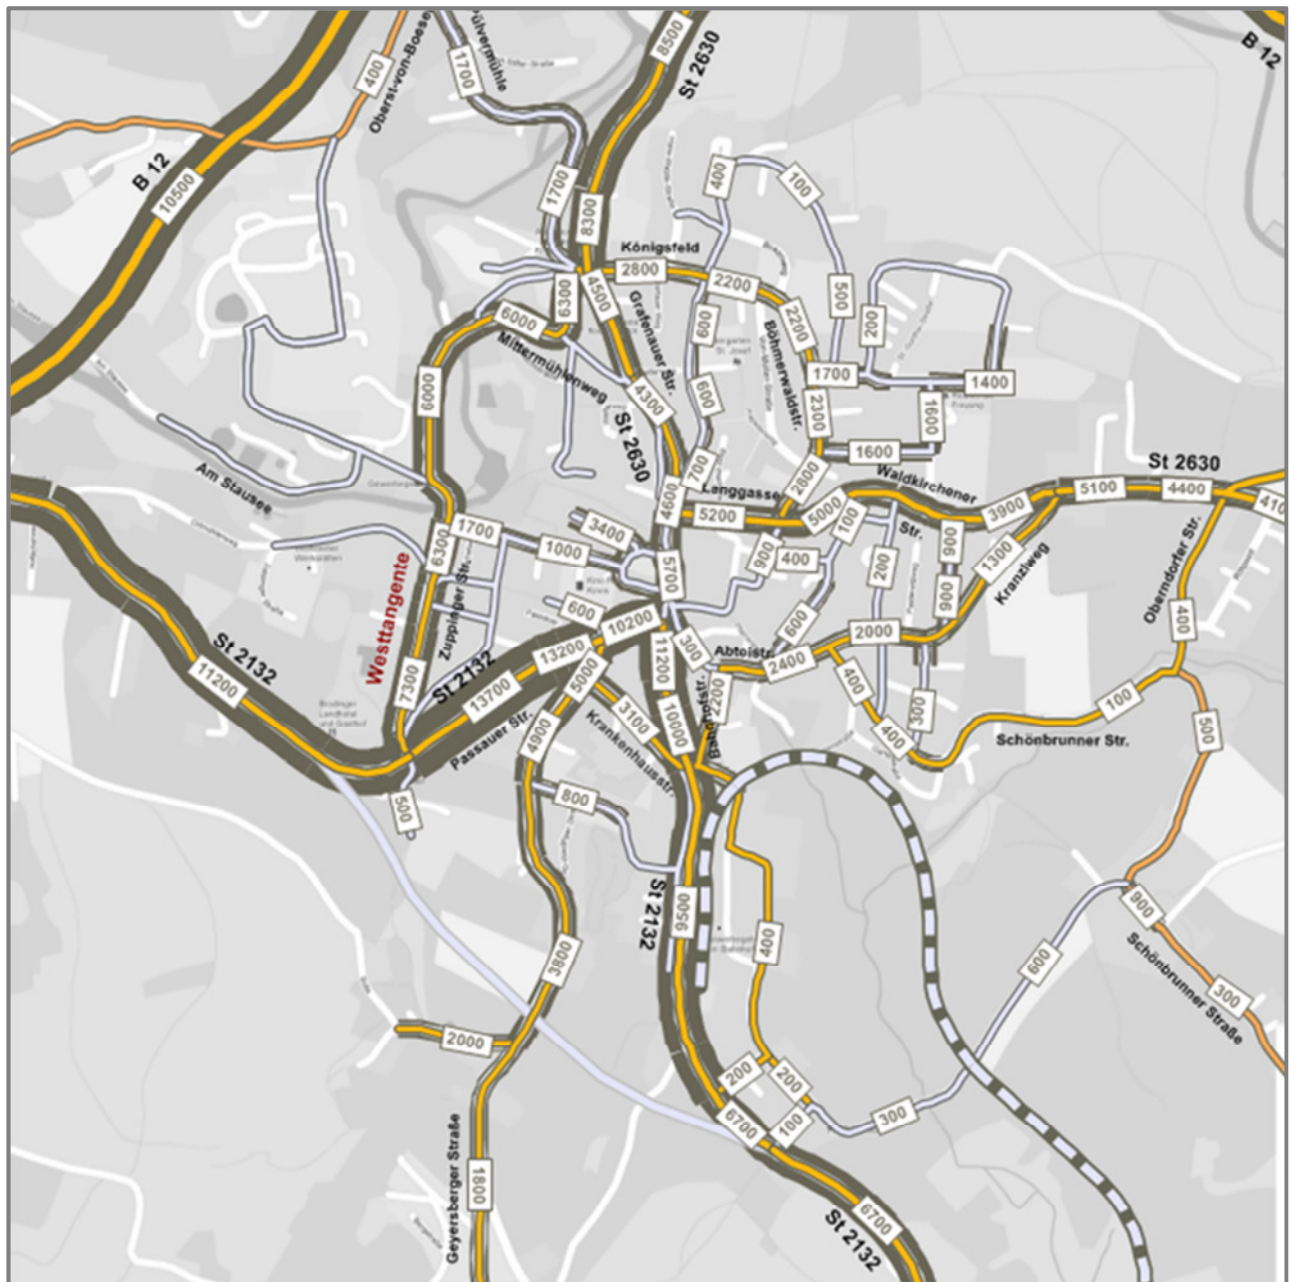 8500
St 2630
B 12
400
Oberst-von-Boese
1700
Pulvermühle
B 12
10500
1700
8300
400
100
Königsfeld
2800
2200
6300
4500
Grafenauer Str.
600
500
200
2200
Böhmerwaldstr.
6000
Mittermühlenweg
6000
1700
1400
4300
St 2630
600
2300
1600
1600
2800
700
Waldkirchener
Str.
St 2630
5100
4400
410
3900
Am Stausee
Langgasse
4600
5200
5000
100
3400
1700
1000
6300
900
400
200
900
900
1300
Kranzlweg
Oberndorfer Str.
400
5700
Westtangente
Zuppinger Str.
600
10200
600
2000
St 2132
11200
13200
11200
300
Abteistr.
2400
400
7300
St 2132
13700
5000
2200
300
100
500
Passauer Str.
4900
3100
10000
Bahnhofstr.
400
Schönbrunner Str.
Krankenhausstr.
500
800
St 2132
9500
400
900
Schönbrunner Straße
300
600
3800
2000
200
200
100
300
6700
Geyersberger Straße
1800
6700
St 2132